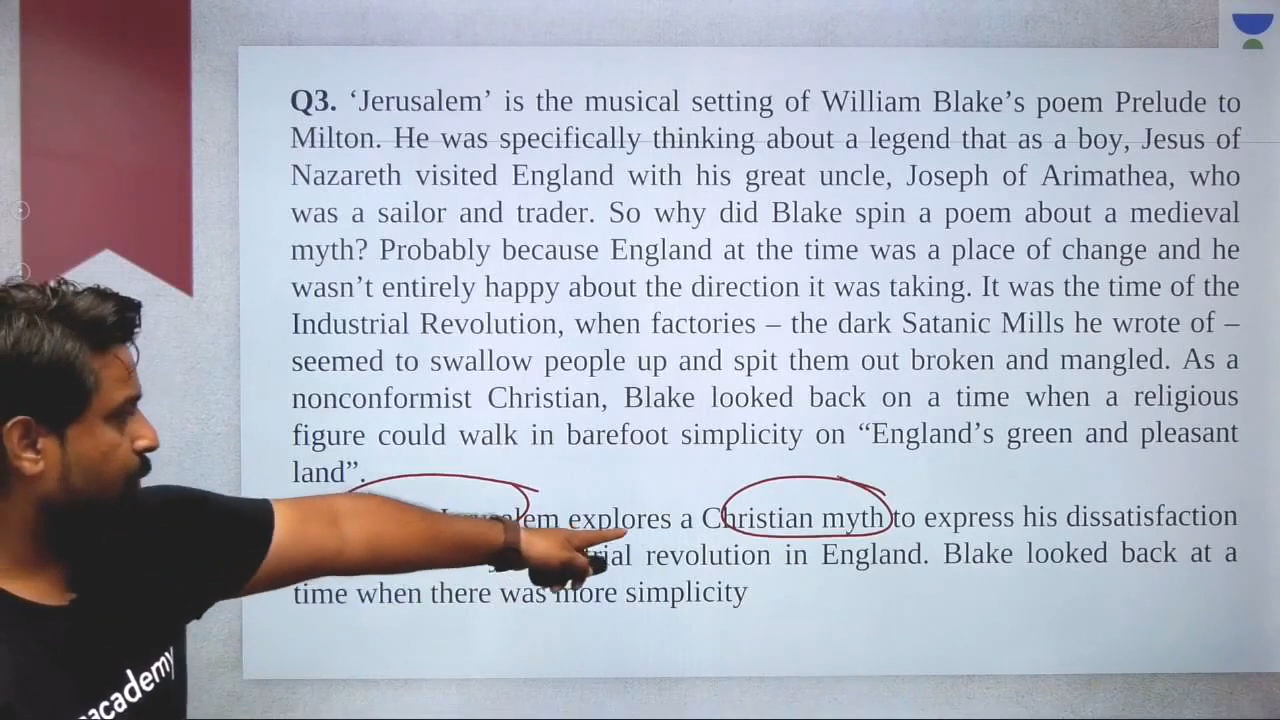 Q3. ‘Jerusalem’ is the musical setting of William Blake’s poem Prelude to
Milton. He was specifically thinking about a legend that as a boy, Jesus of
Nazareth visited England with his great uncle, Joseph of Arimathea, who
was a sailor and trader. So why did Blake spin a poem about a medieval
myth? Probably because England at the time was a place of change and he
wasn’t entirely happy about the direction it was taking. It was the time of the
Industrial Revolution, when factories – the dark Satanic Mills he wrote of –
seemed to swallow people up and spit them out broken and mangled. As a
nonconformist Christian, Blake looked back on a time when a religious
figure could walk in barefoot simplicity on “England’s green and pleasant
land”.
Jerusalem explores a Christian myth to express his dissatisfaction
revolution in England. Blake looked back at a
time when there was more simplicity
academy